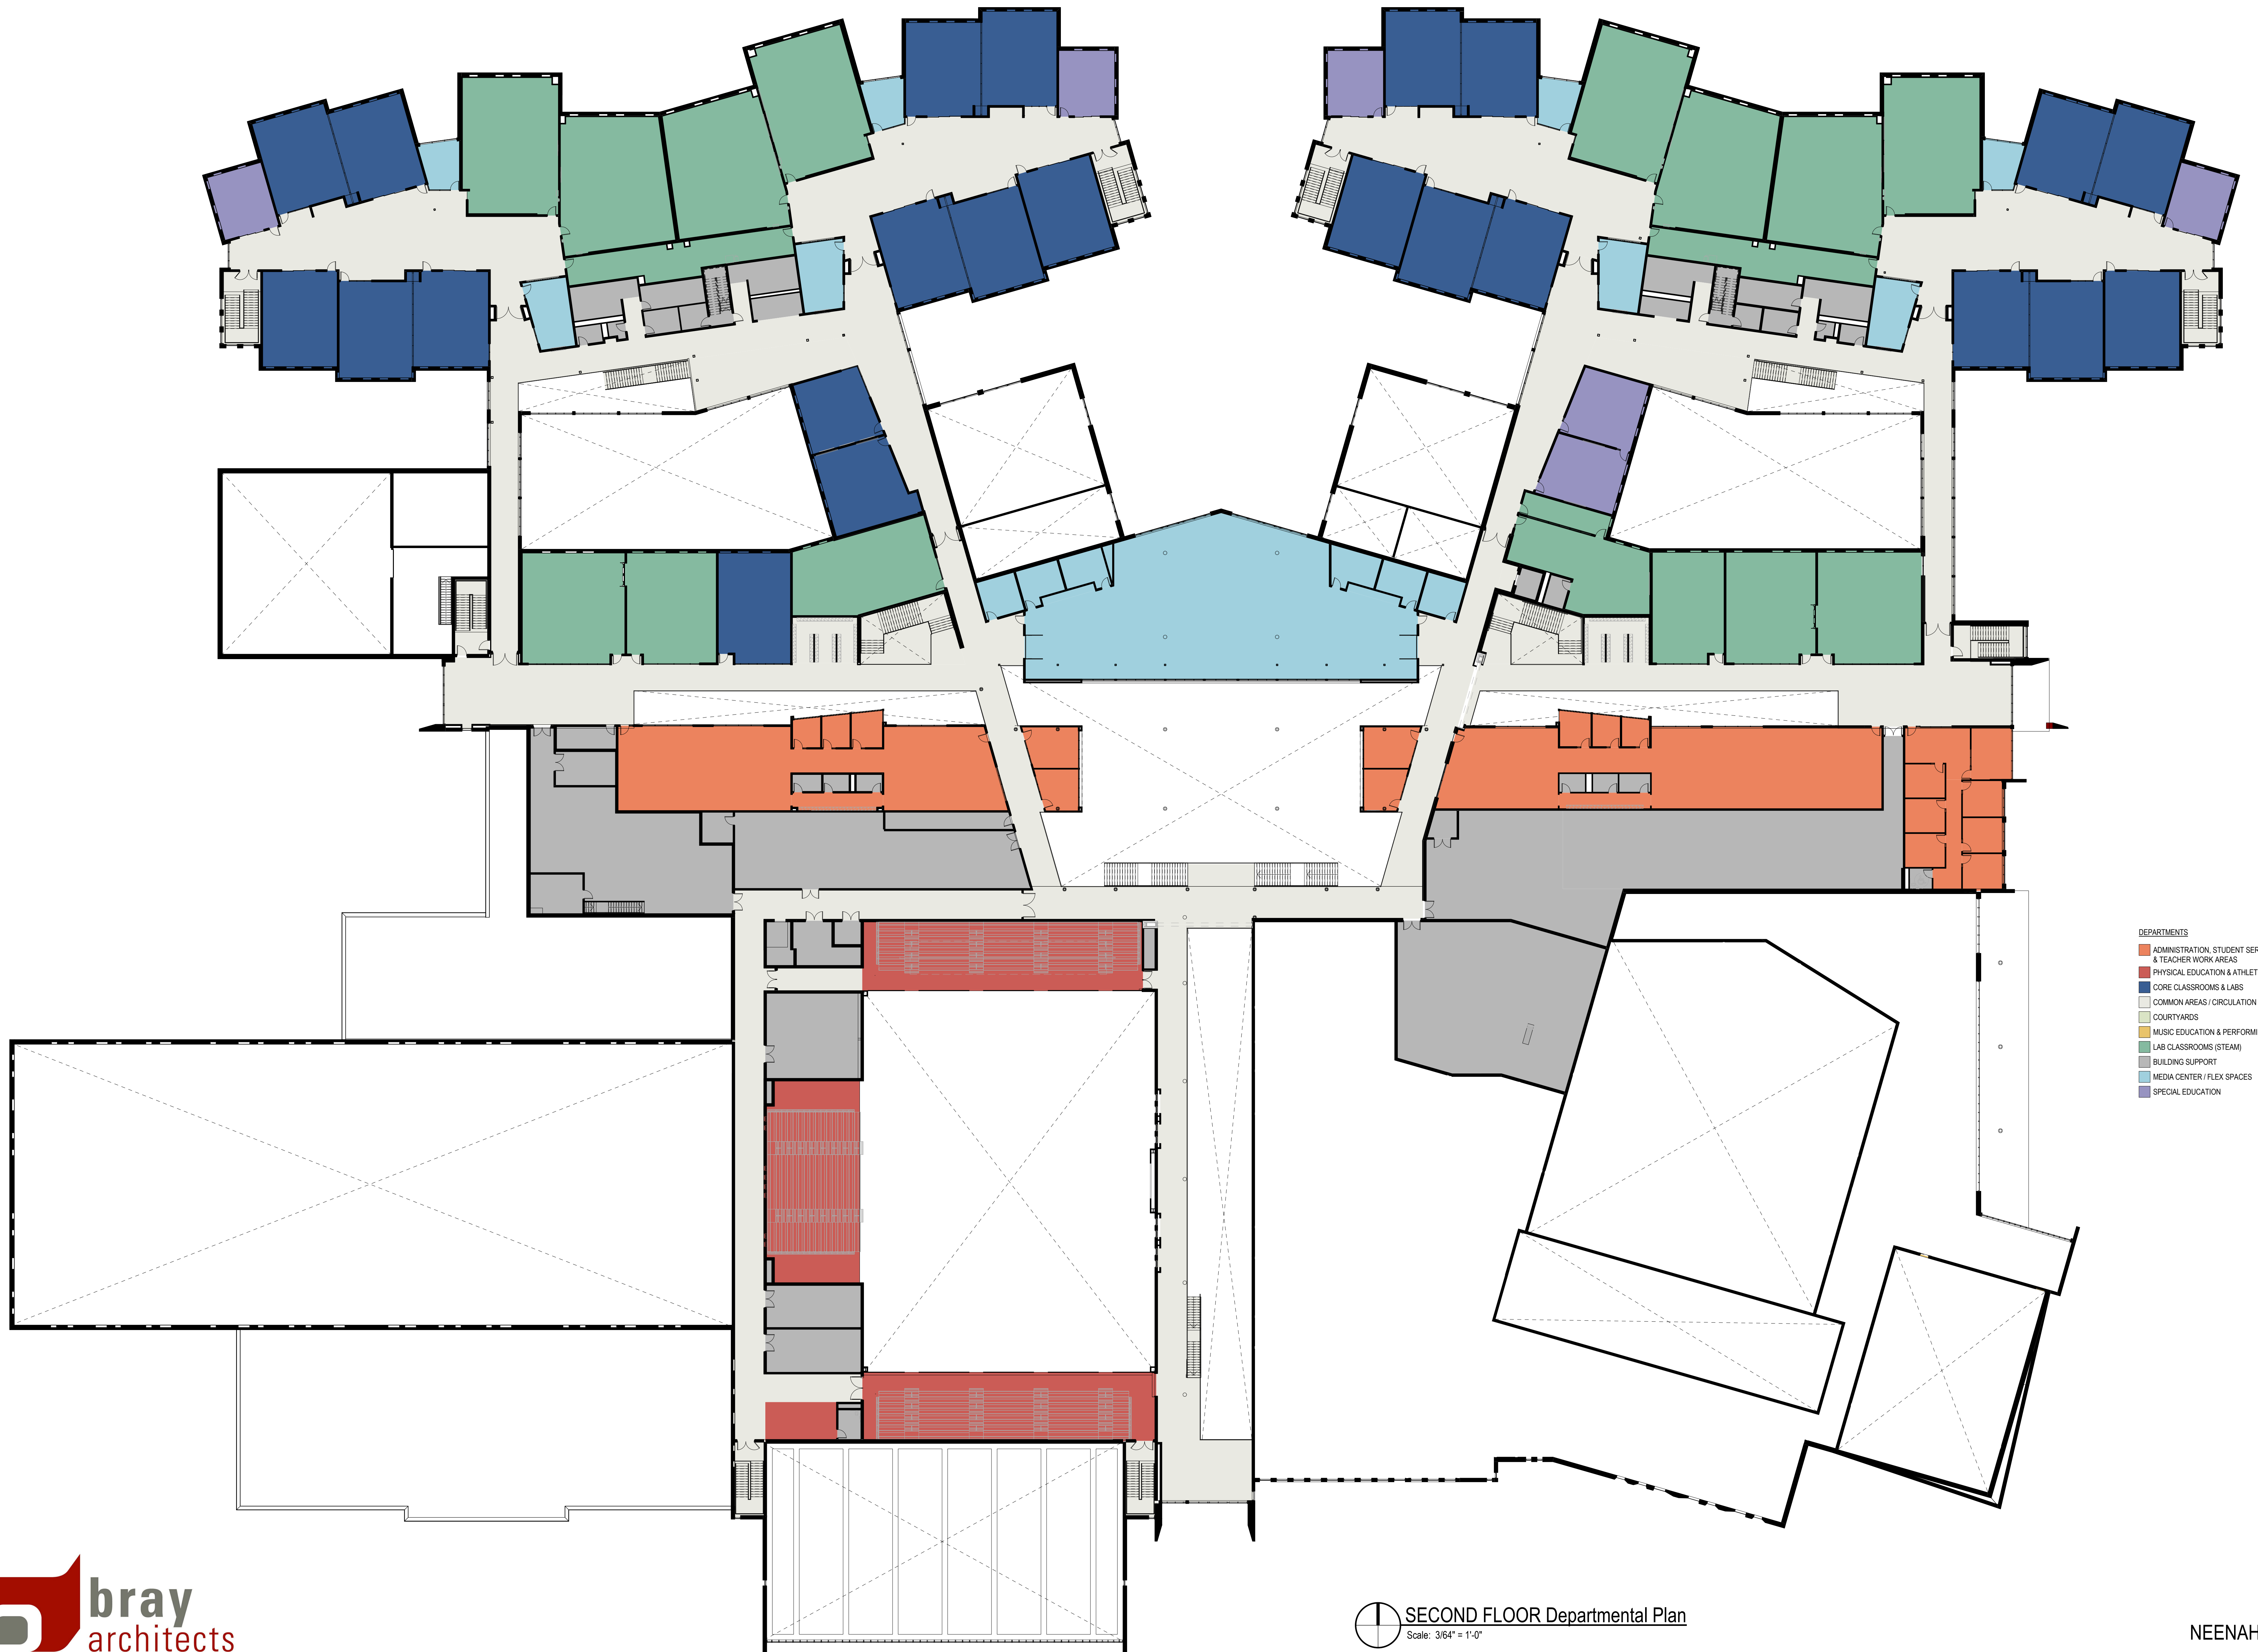 DEPARTMENTS
ADMINISTRATION, STUDENT SER
& TEACHER WORK AREAS
PHYSICAL EDUCATION & ATHLET
CORE CLASSROOMS & LABS
COMMON AREAS / CIRCULATION
COURTYARDS
MUSIC EDUCATION & PERFORMI
LAB CLASSROOMS (STEAM)
BUILDING SUPPORT
MEDIA CENTER / FLEX SPACES
SPECIAL EDUCATION
bray
architects
SECOND FLOOR Departmental Plan
Scale: 3/64" = 1'-0"
NEENAH